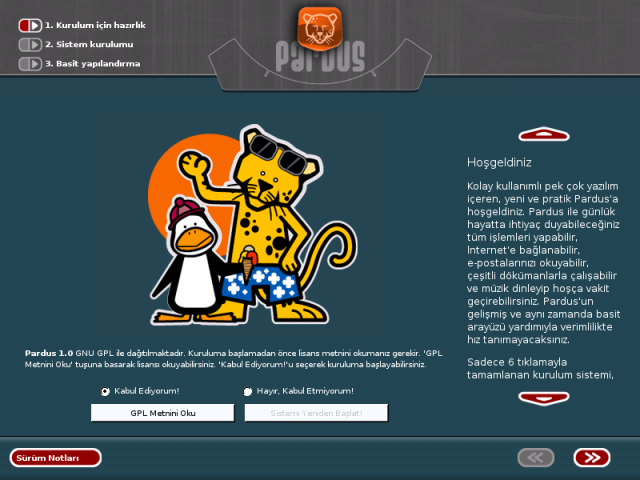 1. Kurulum için hazırlık
2. Sistem kurulumu
3. Basit yapılandırma
Pardus
Hoşgeldiniz
Kolay kullanımlı pek çok yazılım
içeren, yeni ve pratik Pardus'a
hoşgeldiniz. Pardus ile günlük
hayatta ihtiyaç duyabileceğiniz
tüm işlemleri yapabilir,
İnternet'e bağlanabilir,
e-postalarınızı okuyabilir,
çeşitli dökümanlarla çalışabilir
ve müzik dinleyip hoşça vakit
geçirebilirsiniz. Pardus'un
gelişmiş ve aynı zamanda basit
arayüzü yardımıyla verimlilikte
hız tanımayacaksınız.
Sadece 6 tıklamayla
tamamlanan kurulum sistemi,
Pardus 1.0 GNU GPL ile dağıtılmaktadır. Kuruluma başlamadan önce lisans metnini okumanız gerekir. 'GPL
Metnini Oku' tuşuna basarak lisansı okuyabilirsiniz. 'Kabul Ediyorum!'u seçerek kuruluma başlayabilirsiniz.
Kabul Ediyorum! Hayır, Kabul Etmiyorum!
GPL Metnini Oku Sistemi Yeniden Başlat!
Sürüm Notları